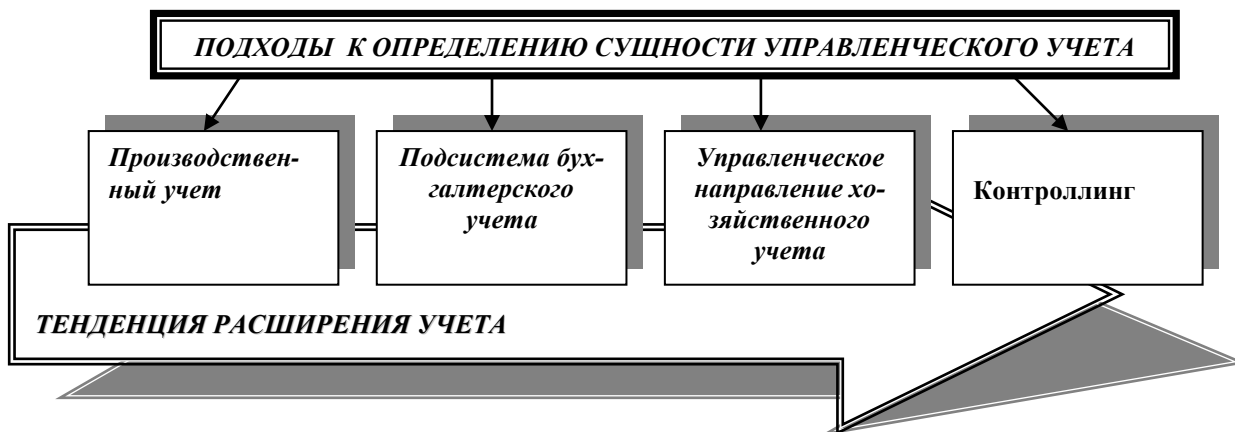 ПОДХОДЫ К ОПРЕДЕЛЕНИЮ СУЩНОСТИ УПРАВЛЕНЧЕСКОГО УЧЕТА
Производствен-
ный учет
Подсистема бух-
галтерского
учета
Управленческое
направление хо-
зяйственного
учета
Контроллинг
ТЕНДЕНЦИЯ РАСШИРЕНИЯ УЧЕТА